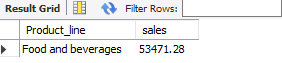 Result Grid Filter Rows:
Product_line sales
Food and beverages 53471.28